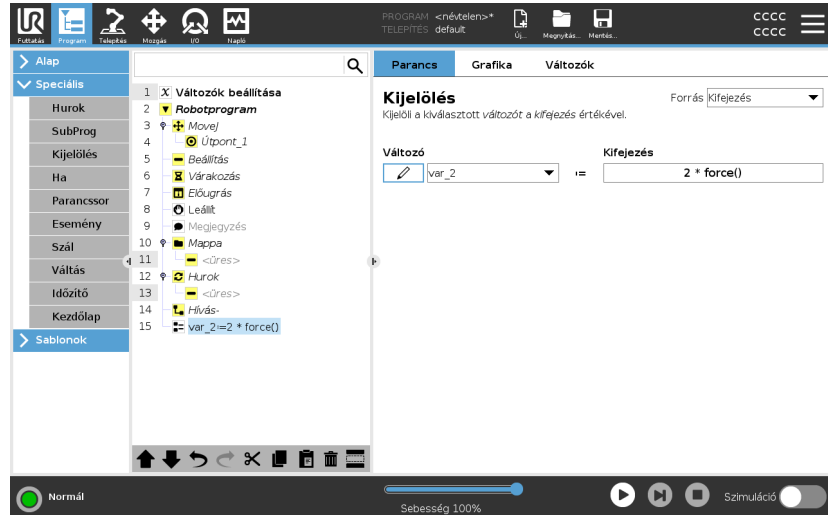 UR
Futtatás Program Telepítés Mozgás I/O Napló
PROGRAM <névtelen>*
TELEPÍTÉS default
Új... Megnyitás... Mentés...
CCCC
CCCC
Alap
Speciális
Hurok
SubProg
Kijelölés
Ha
Parancssor
Esemény
Szál
Váltás
Időzítő
Kezdőlap
Sablonok
1 X Változók beállítása
2 Robotprogram
3 MoveJ
4 Útpont_1
5 Beállítás
6 Várakozás
7 Előugrás
8 Leállít
9 Megjegyzés
10 Mappa
11 <üres>
12 Hurok
13 <üres>
14 Hívás-
15 var_2≔2 * force()
Parancs Grafika Változók
Kijelölés
Forrás Kifejezés
Kijelöli a kiválasztott változót a kifejezés értékével.
Változó Kifejezés
var_2 ≔ 2 * force()
Normál
Sebesség 100%
Szimuláció